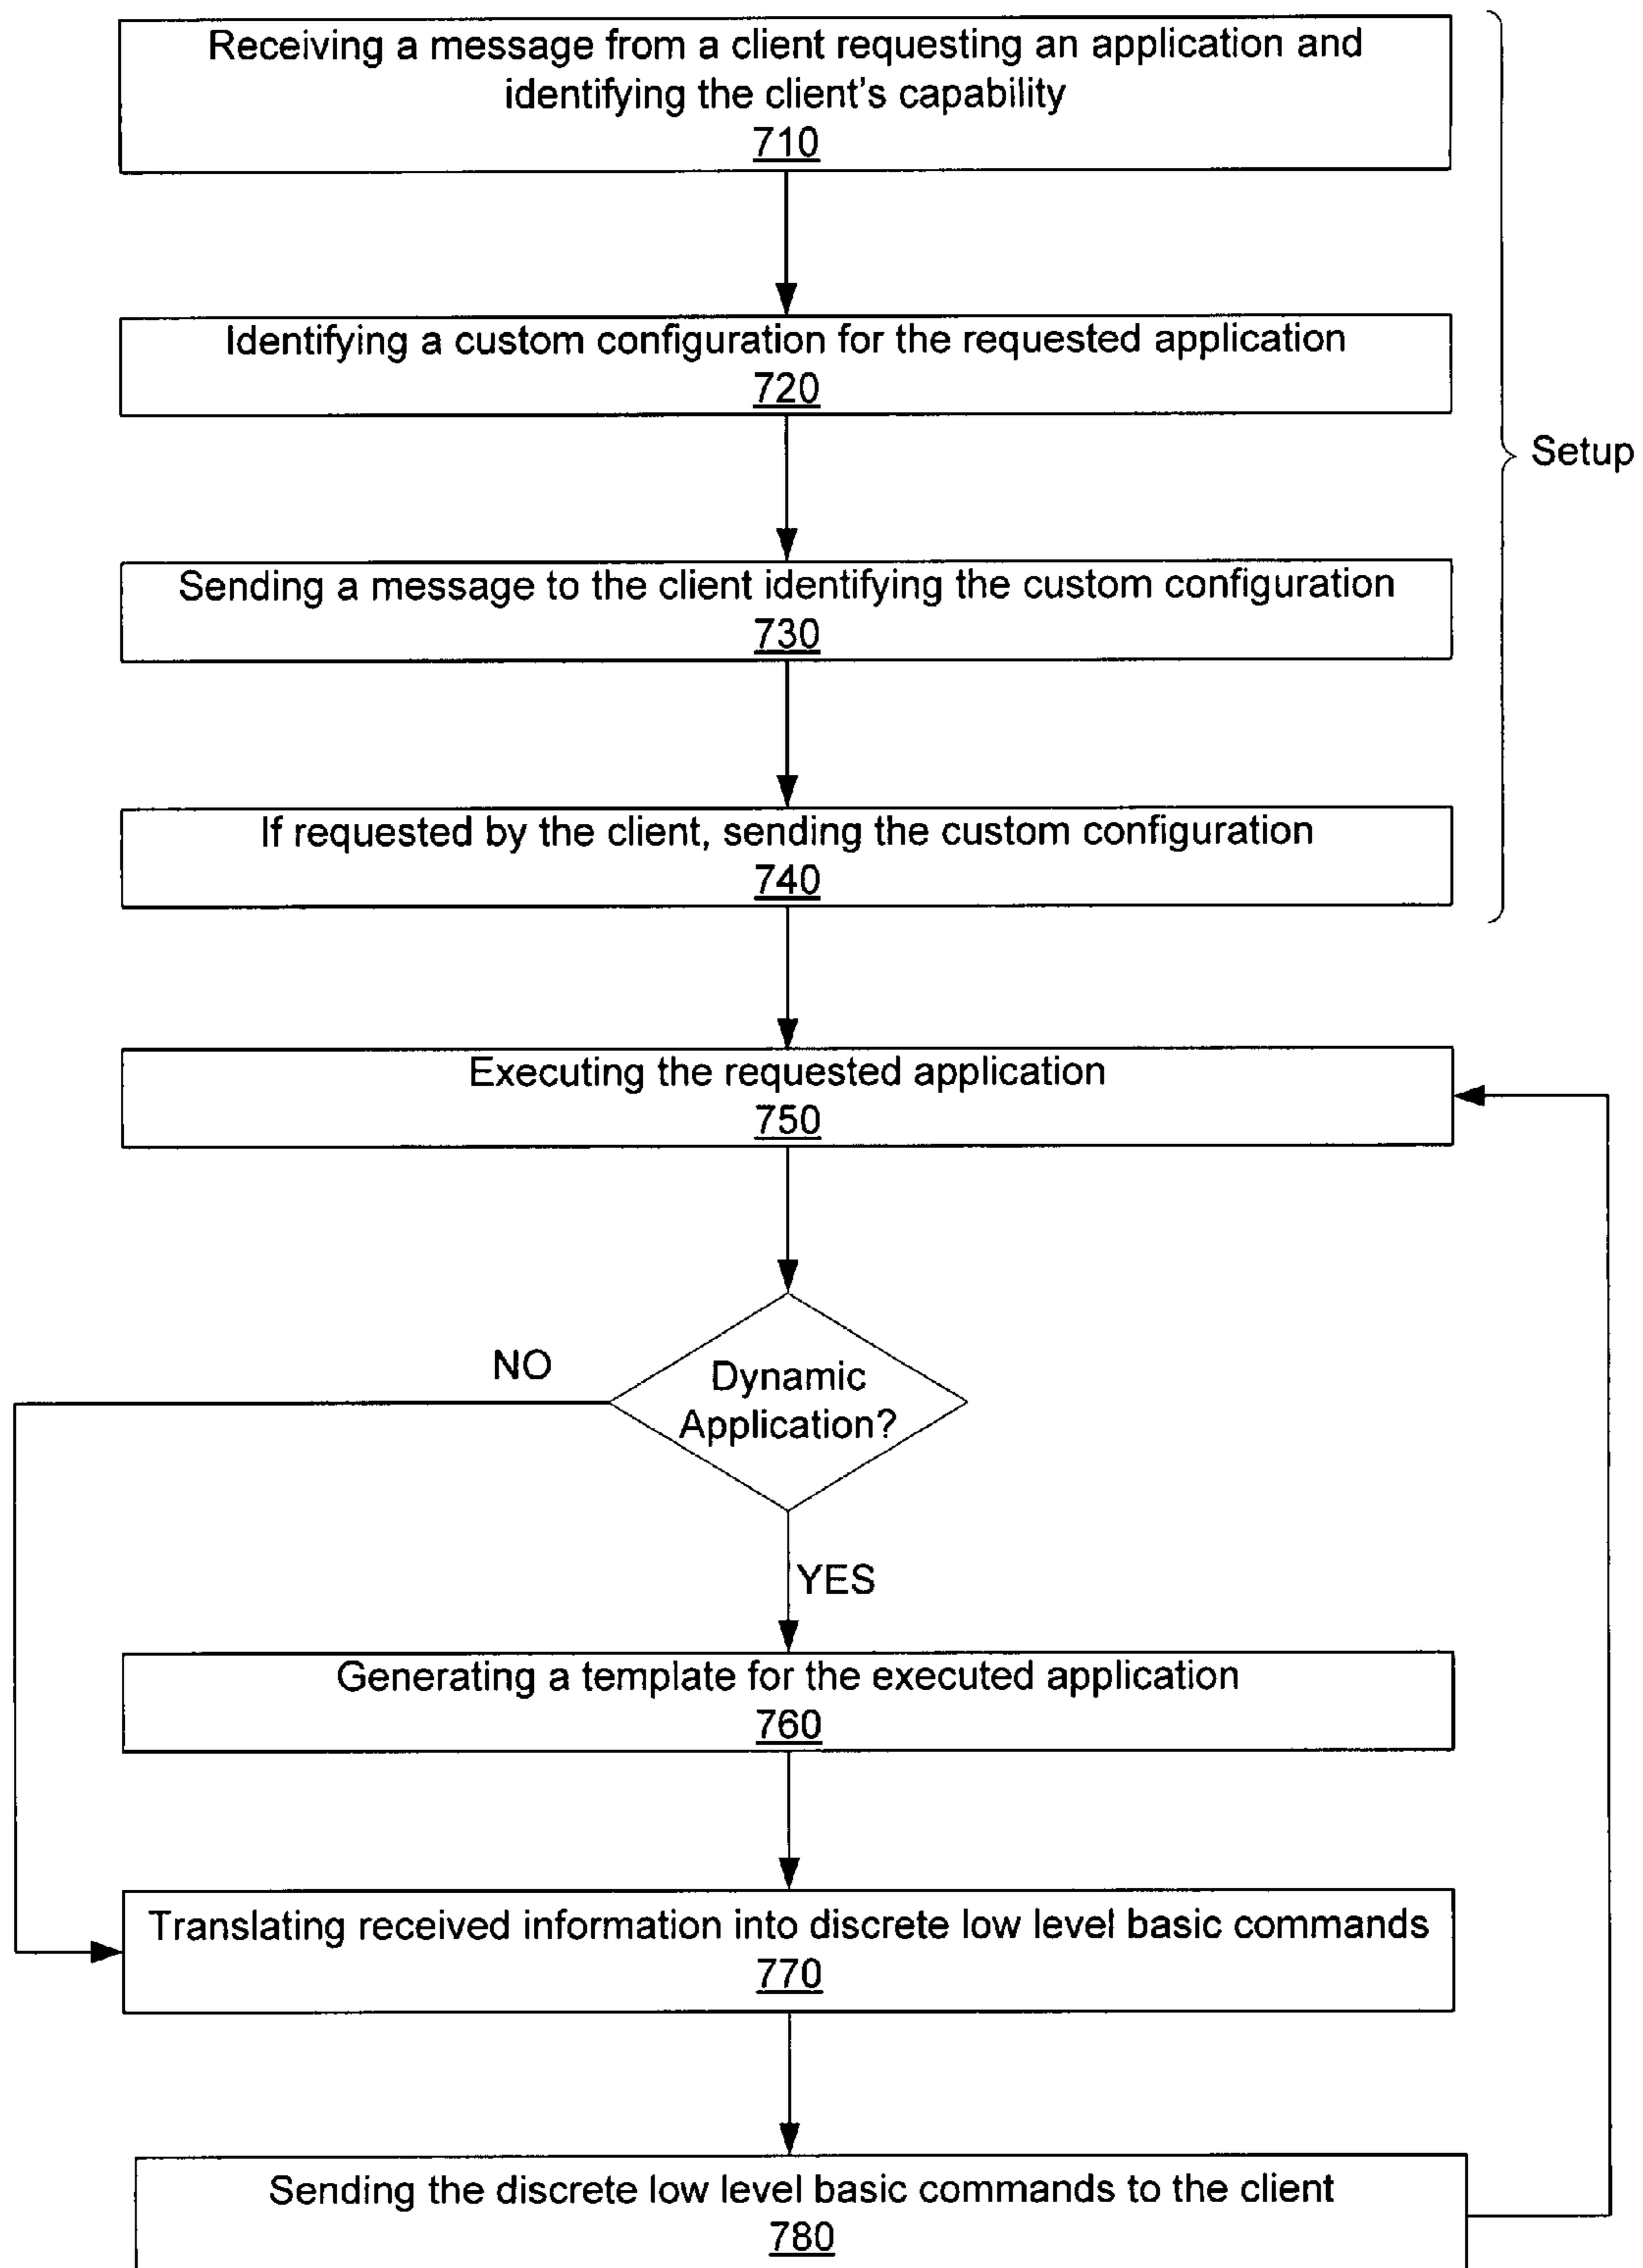 Receiving a message from a client requesting an application and
identifying the client's capability
710
Identifying a custom configuration for the requested application
720
Setup
Sending a message to the client identifying the custom configuration
730
If requested by the client, sending the custom configuration
740
Executing the requested application
750
NO
Dynamic
Application?
YES
Generating a template for the executed application
760
Translating received information into discrete low level basic commands
770
Sending the discrete low level basic commands to the client
780